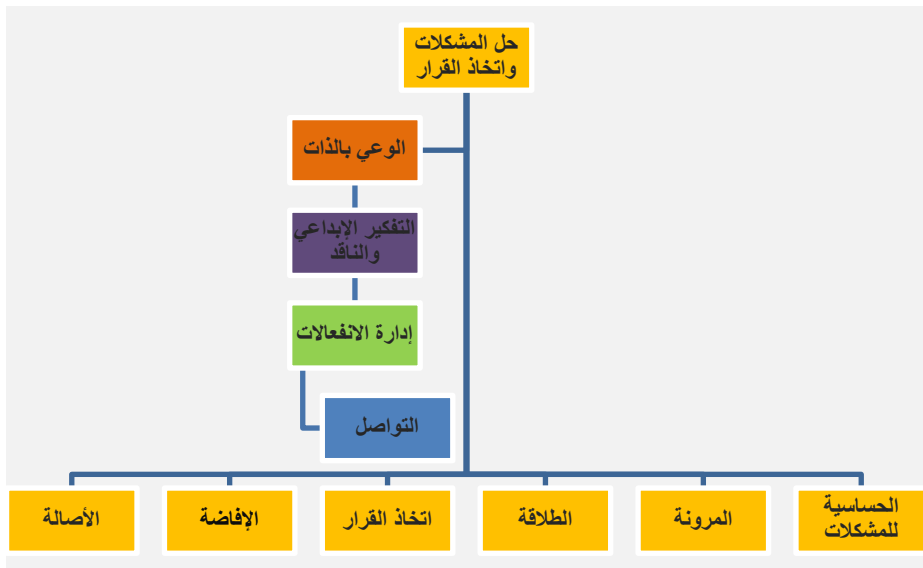 حل المشكلات
واتخاذ القرار
الوعي بالذات
التفكير الإبداعي
والناقد
إدارة الانفعالات
التواصل
الحساسية
للمشكلات
المرونة
الطلاقة
اتخاذ القرار
الإفاضة
الأصالة